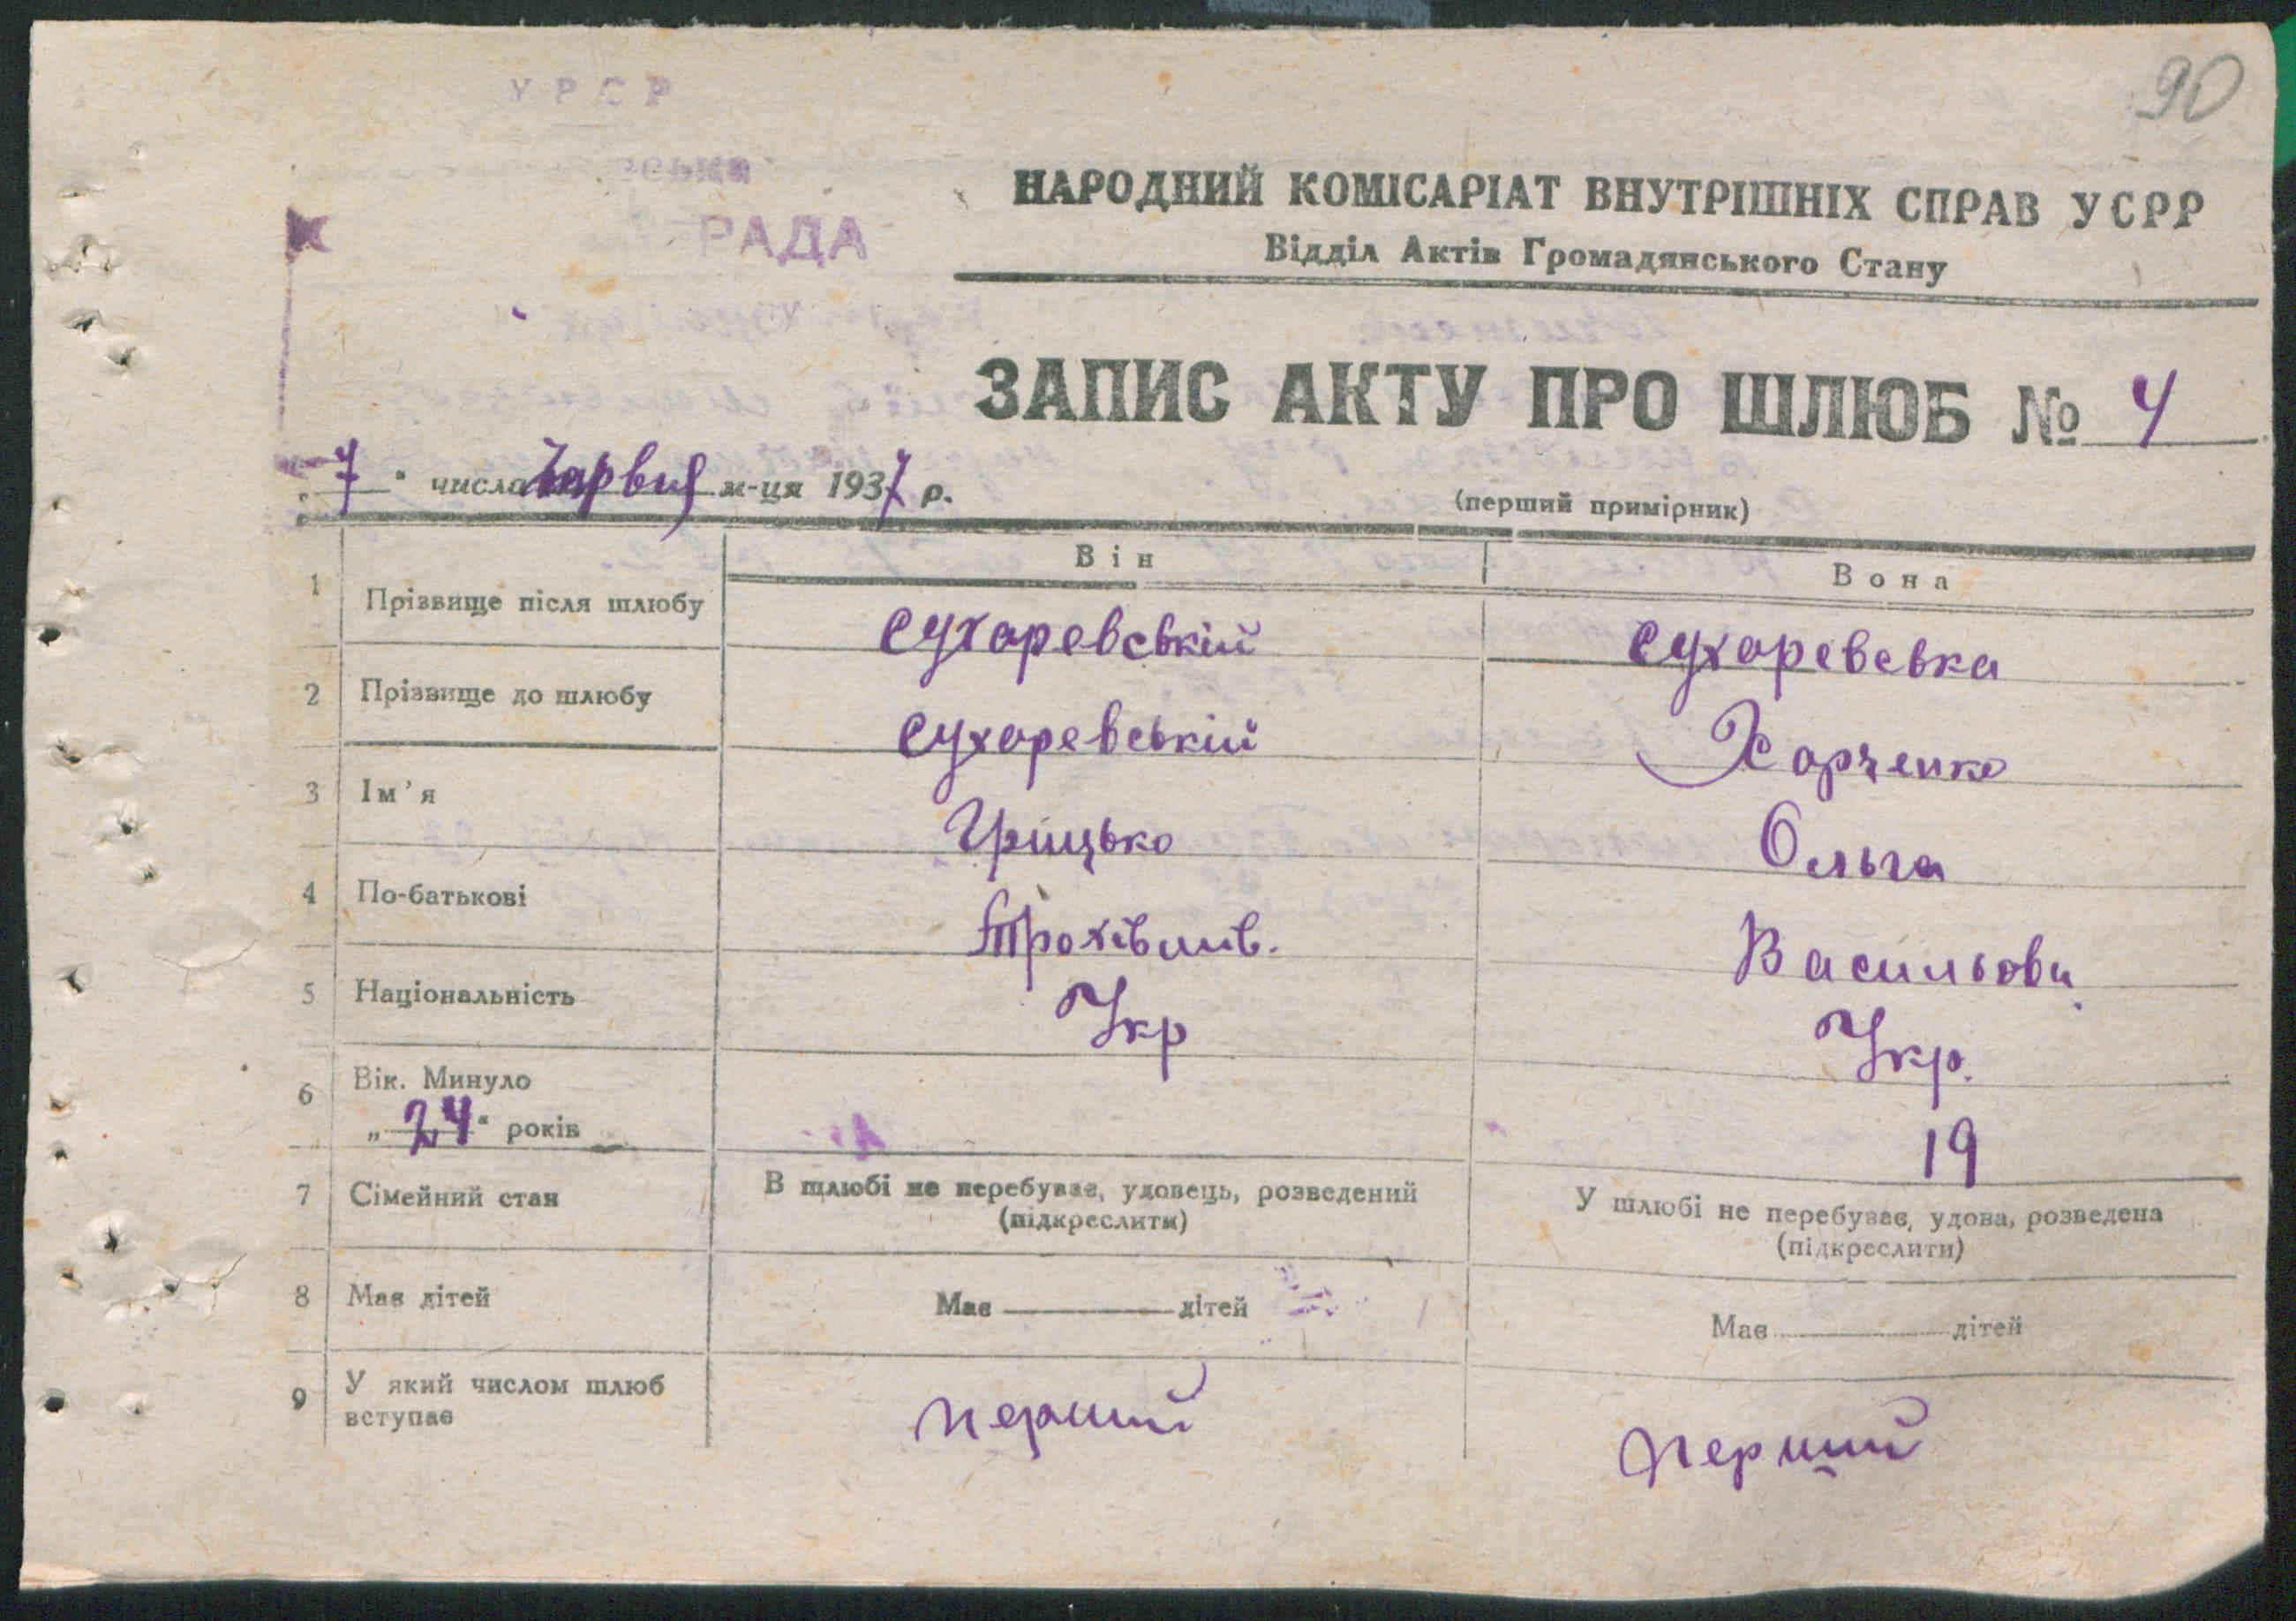 90
УРСР
РАДА
НАРОДНИЙ КОМІСАРІАТ ВНУТРІШНІХ СПРАВ УСРР
Відділ Актів Громадянського Стану
ЗАПИС АКТУ ПРО ШЛЮБ № 4
"7" числа червня м-ця 1937 р.
(перший примірник)
Він Вона
1 Прізвище після шлюбу Сухаревській Сухаревська
2 Прізвище до шлюбу Сухаревській Харченко
3 Ім'я Грицько Ольга
4 По-батькові Трохівмив. Васильови
5 Національність Укр Укр.
6 Вік. Минуло
„24" років 19
7 Сімейний стан В шлюбі не перебуває, удовець, розведений У шлюбі не перебуває, удова, розведена
(підкреслити) (підкреслити)
8 Має дітей Має дітей Має дітей
9 У який числом шлюб
вступає перший перший